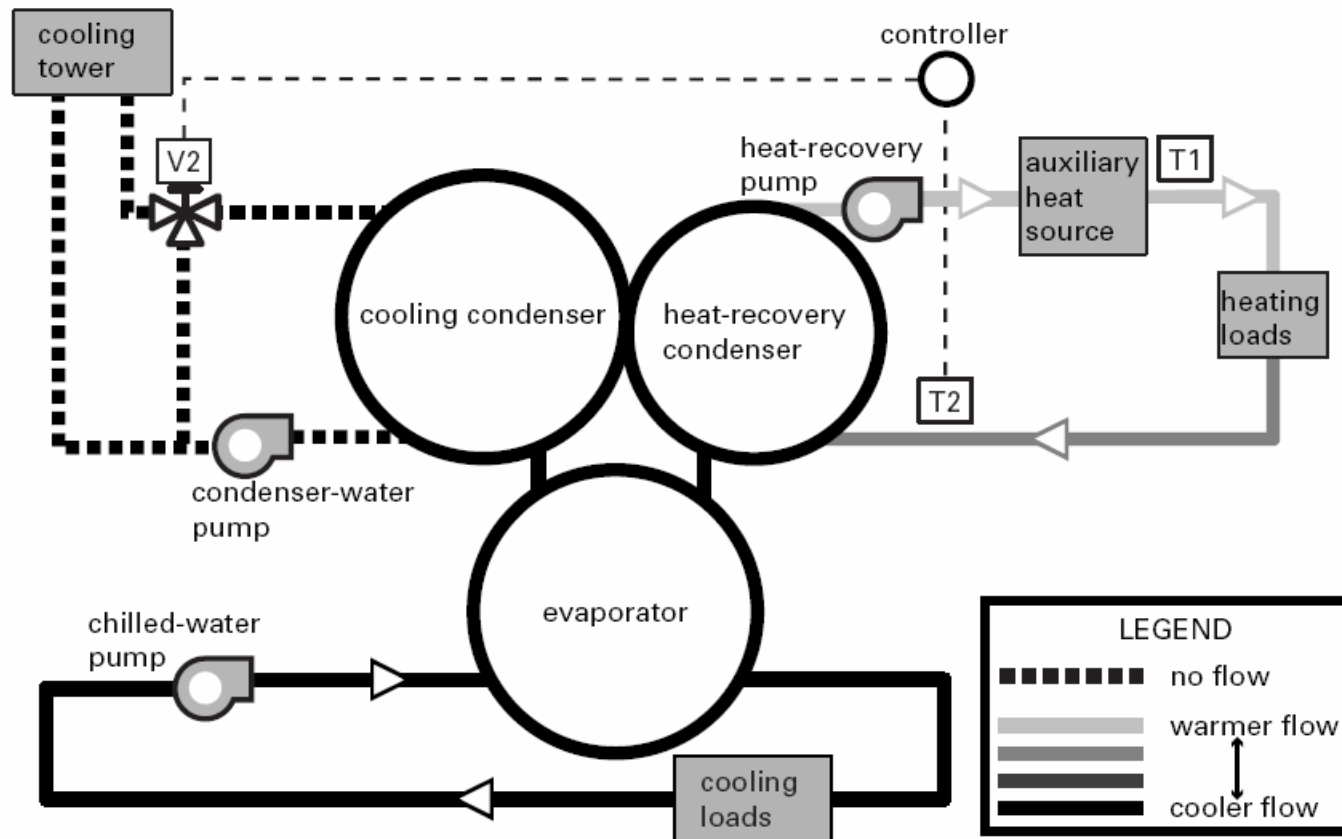 cooling
tower
controller
V2
heat-recovery
pump
auxiliary
heat
source
T1
heating
loads
cooling condenser
heat-recovery
condenser
T2
condenser-water
pump
evaporator
chilled-water
pump
cooling
loads
LEGEND
no flow
warmer flow
cooler flow